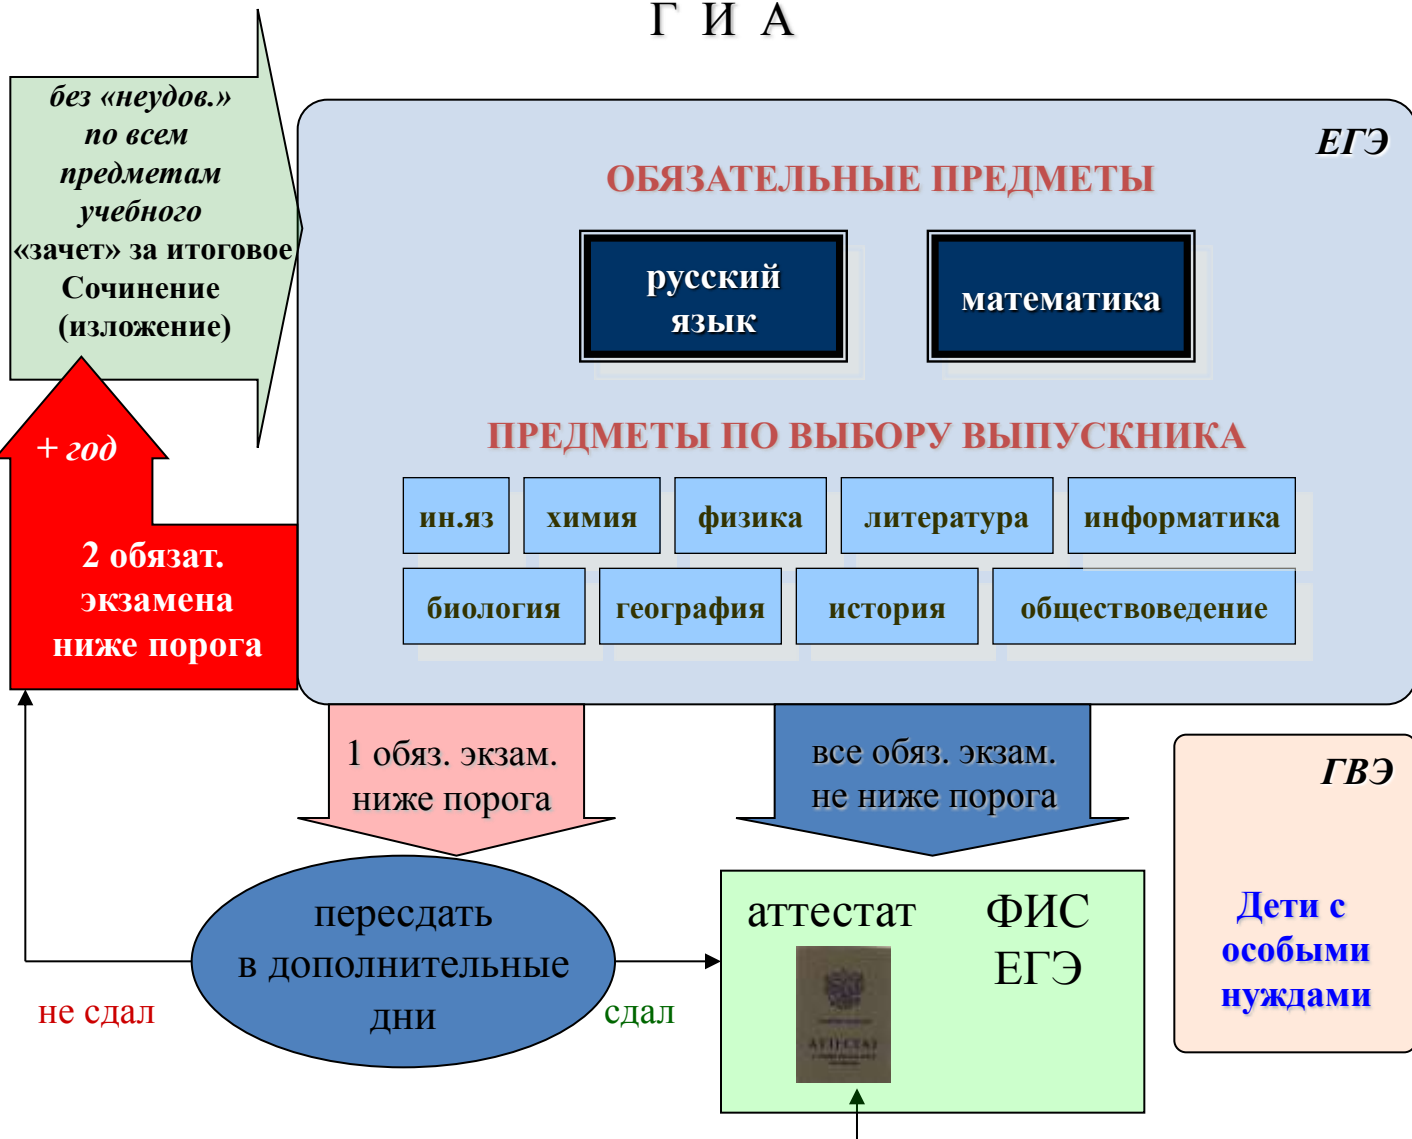 Г И А
без «неудов.»
по всем
предметам
учебного
«зачет» за итоговое
Сочинение
(изложение)
+ год
2 обязат.
экзамена
ниже порога
ЕГЭ
ОБЯЗАТЕЛЬНЫЕ ПРЕДМЕТЫ
русский
язык
математика
ПРЕДМЕТЫ ПО ВЫБОРУ ВЫПУСКНИКА
ин.яз
химия
физика
литература
информатика
биология
география
история
обществоведение
1 обяз. экзам.
ниже порога
все обяз. экзам.
не ниже порога
ГВЭ
Дети с
особыми
нуждами
пересдать
в дополнительные
дни
не сдал
сдал
аттестат
ФИС
ЕГЭ
АТТЕСТАТ